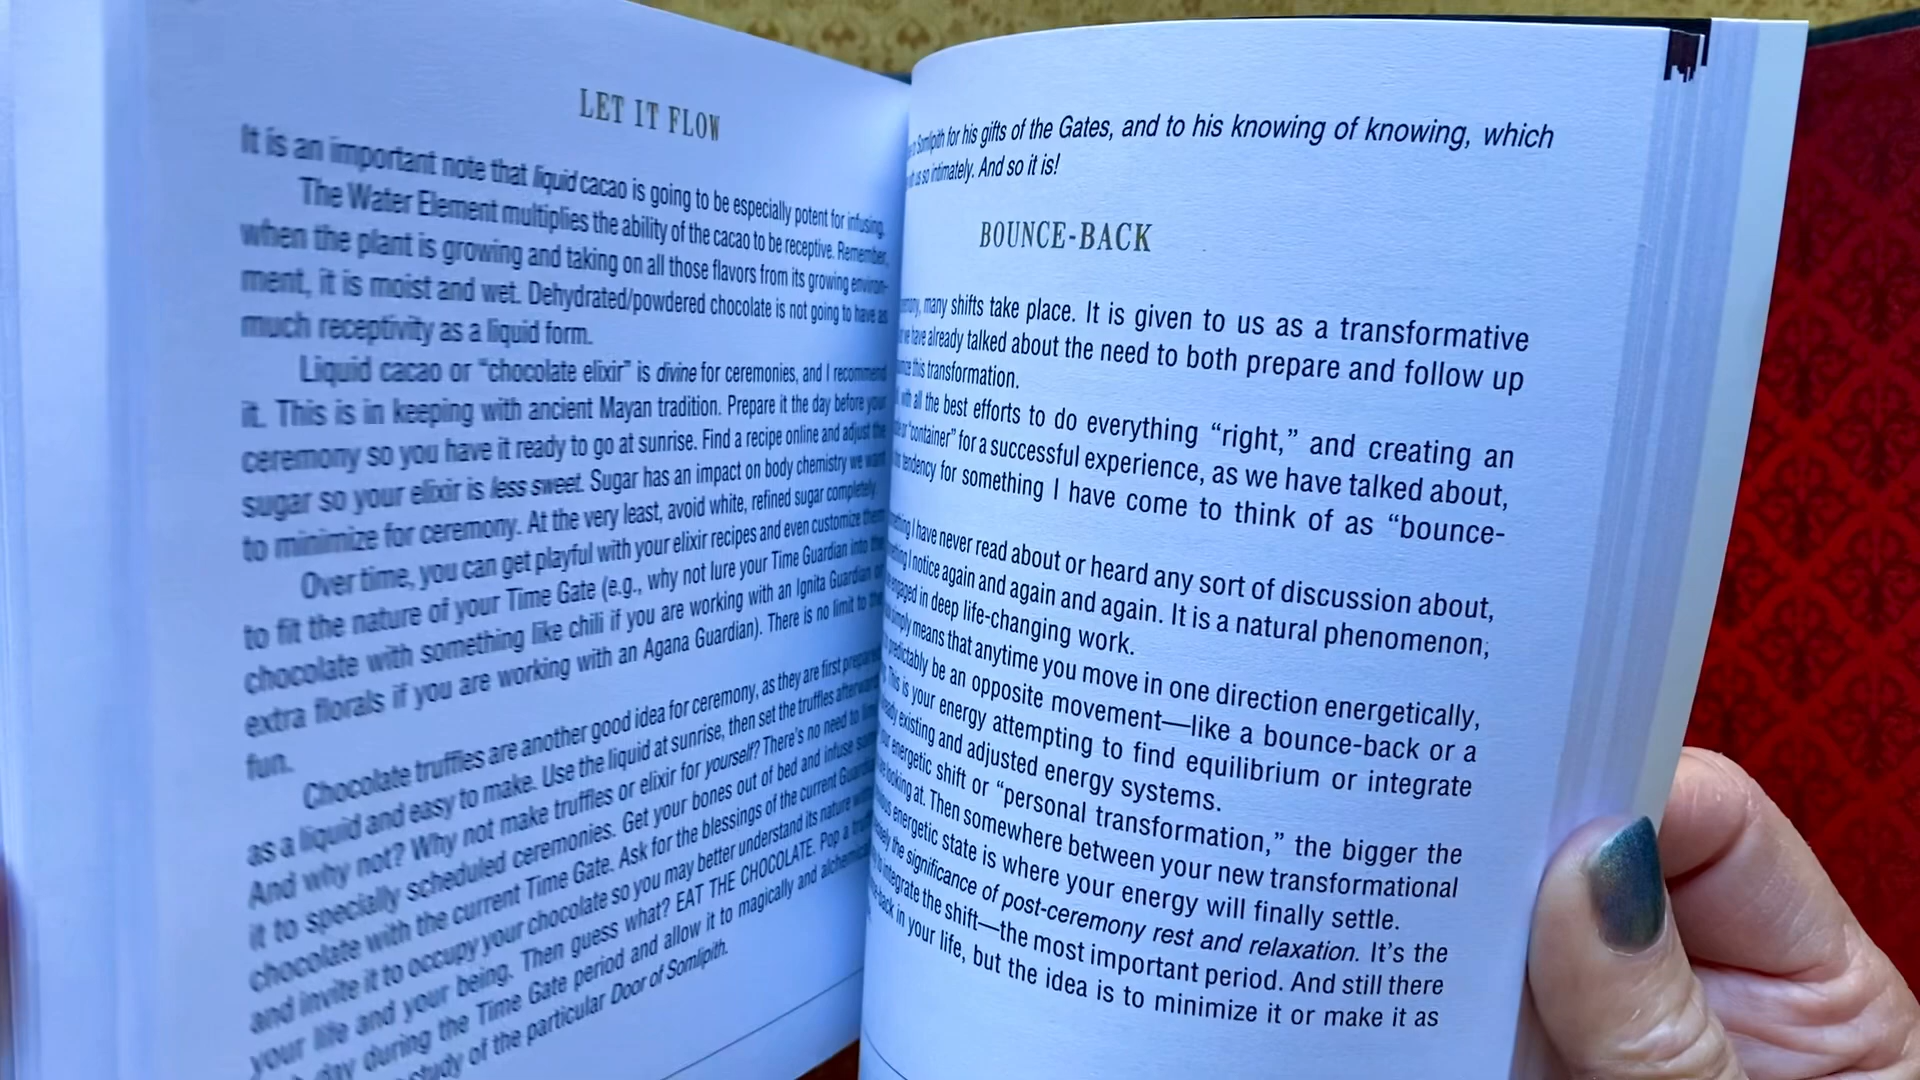 LET IT FLOW
It is an important note that liquid cacao is going to be especially potent for infusing.
The Water Element multiplies the ability of the cacao to be receptive. Remember,
when the plant is growing and taking on all those flavors from its growing environ-
ment, it is moist and wet. Dehydrated/powdered chocolate is not going to have as
much receptivity as a liquid form.
Liquid cacao or “chocolate elixir” is divine for ceremonies, and I recommend
it. This is in keeping with ancient Mayan tradition. Prepare it the day before your
ceremony so you have it ready to go at sunrise. Find a recipe online and adjust the
sugar so your elixir is less sweet. Sugar has an impact on body chemistry we want
to minimize for ceremony. At the very least, avoid white, refined sugar completely.
Over time, you can get playful with your elixir recipes and even customize them
to fit the nature of your Time Gate (e.g., why not lure your Time Guardian into the
chocolate with something like chili if you are working with an Ignita Guardian or
extra florals if you are working with an Agana Guardian). There is no limit to the
fun.
Chocolate truffles are another good idea for ceremony, as they are first prepared
as a liquid and easy to make. Use the liquid at sunrise, then set the truffles afterward.
And why not? Why not make truffles or elixir for yourself? There's no need to limit
it to specially scheduled ceremonies. Get your bones out of bed and infuse some
chocolate with the current Time Gate. Ask for the blessings of the current Guardian
and invite it to occupy your chocolate so you may better understand its nature
your life and your being. Then guess what? EAT THE CHOCOLATE. Pop a
day during the Time Gate period and allow it to magically and
study of the particular Door of Somlipith.
Somlipith for his gifts of the Gates, and to his knowing of knowing, which
us so intimately. And so it is!
BOUNCE-BACK
many shifts take place. It is given to us as a transformative
we have already talked about the need to both prepare and follow up
this transformation.
with all the best efforts to do everything “right,” and creating an
or “container” for a successful experience, as we have talked about,
tendency for something I have come to think of as “bounce-
I have never read about or heard any sort of discussion about,
I notice again and again and again. It is a natural phenomenon;
engaged in deep life-changing work.
simply means that anytime you move in one direction energetically,
predictably be an opposite movement—like a bounce-back or a
This is your energy attempting to find equilibrium or integrate
existing and adjusted energy systems.
energetic shift or “personal transformation,” the bigger the
looking at. Then somewhere between your new transformational
energetic state is where your energy will finally settle.
the significance of post-ceremony rest and relaxation. It's the
integrate the shift—the most important period. And still there
in your life, but the idea is to minimize it or make it as